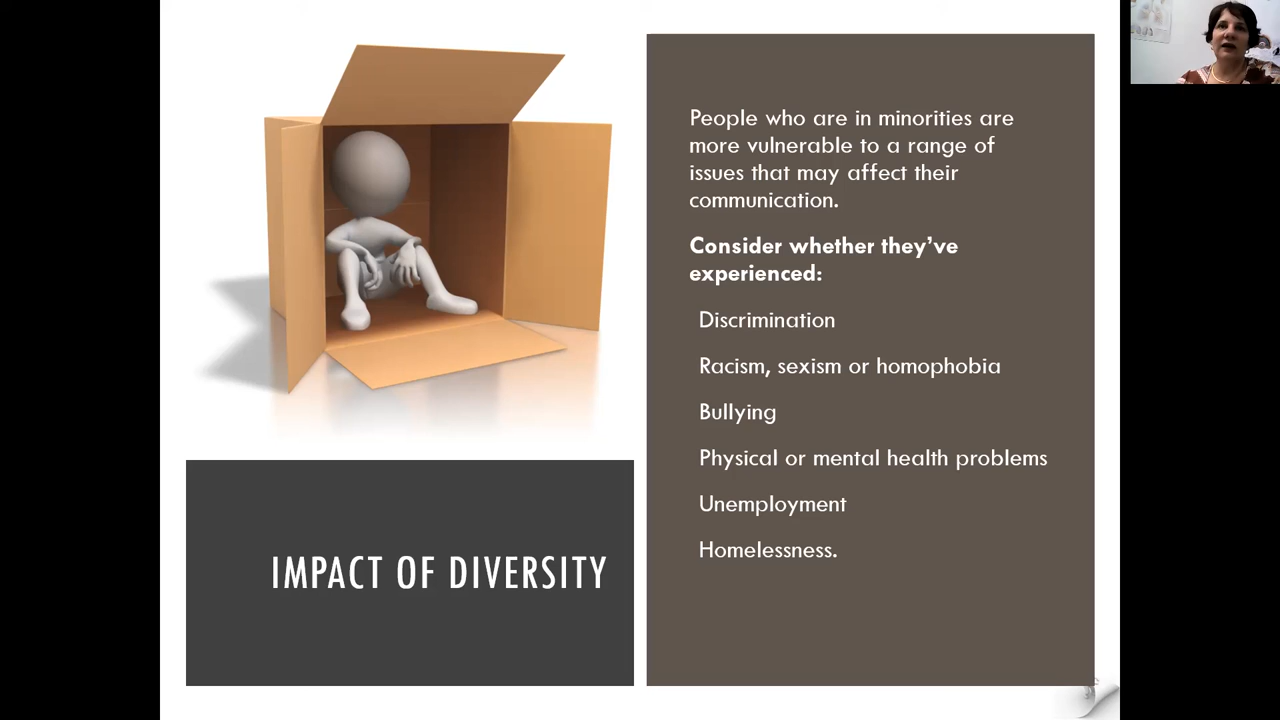 People who are in minorities are
more vulnerable to a range of
issues that may affect their
communication.
Consider whether they’ve
experienced:
Discrimination
Racism, sexism or homophobia
Bullying
Physical or mental health problems
Unemployment
Homelessness.
IMPACT OF DIVERSITY